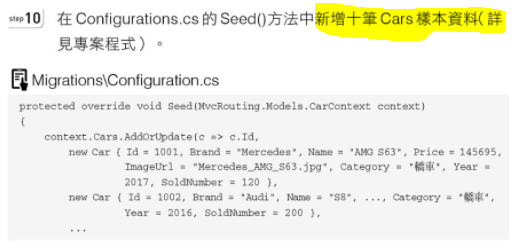 step 10 在 Configurations.cs 的 Seed()方法中新增十筆 Cars 樣本資料(詳
見專案程式)。
Migrations\Configuration.cs
protected override void Seed(MvcRouting.Models.CarContext context)
{
context.Cars.AddOrUpdate(c => c.Id,
new Car { Id = 1001, Brand = "Mercedes", Name = "AMG S63", Price = 145695,
ImageUrl = "Mercedes_AMG_S63.jpg", Category = "轎車", Year =
2017, SoldNumber = 120 },
new Car { Id = 1002, Brand = "Audi", Name = "S8", ..., Category = "轎車",
Year = 2016, SoldNumber = 200 },
...